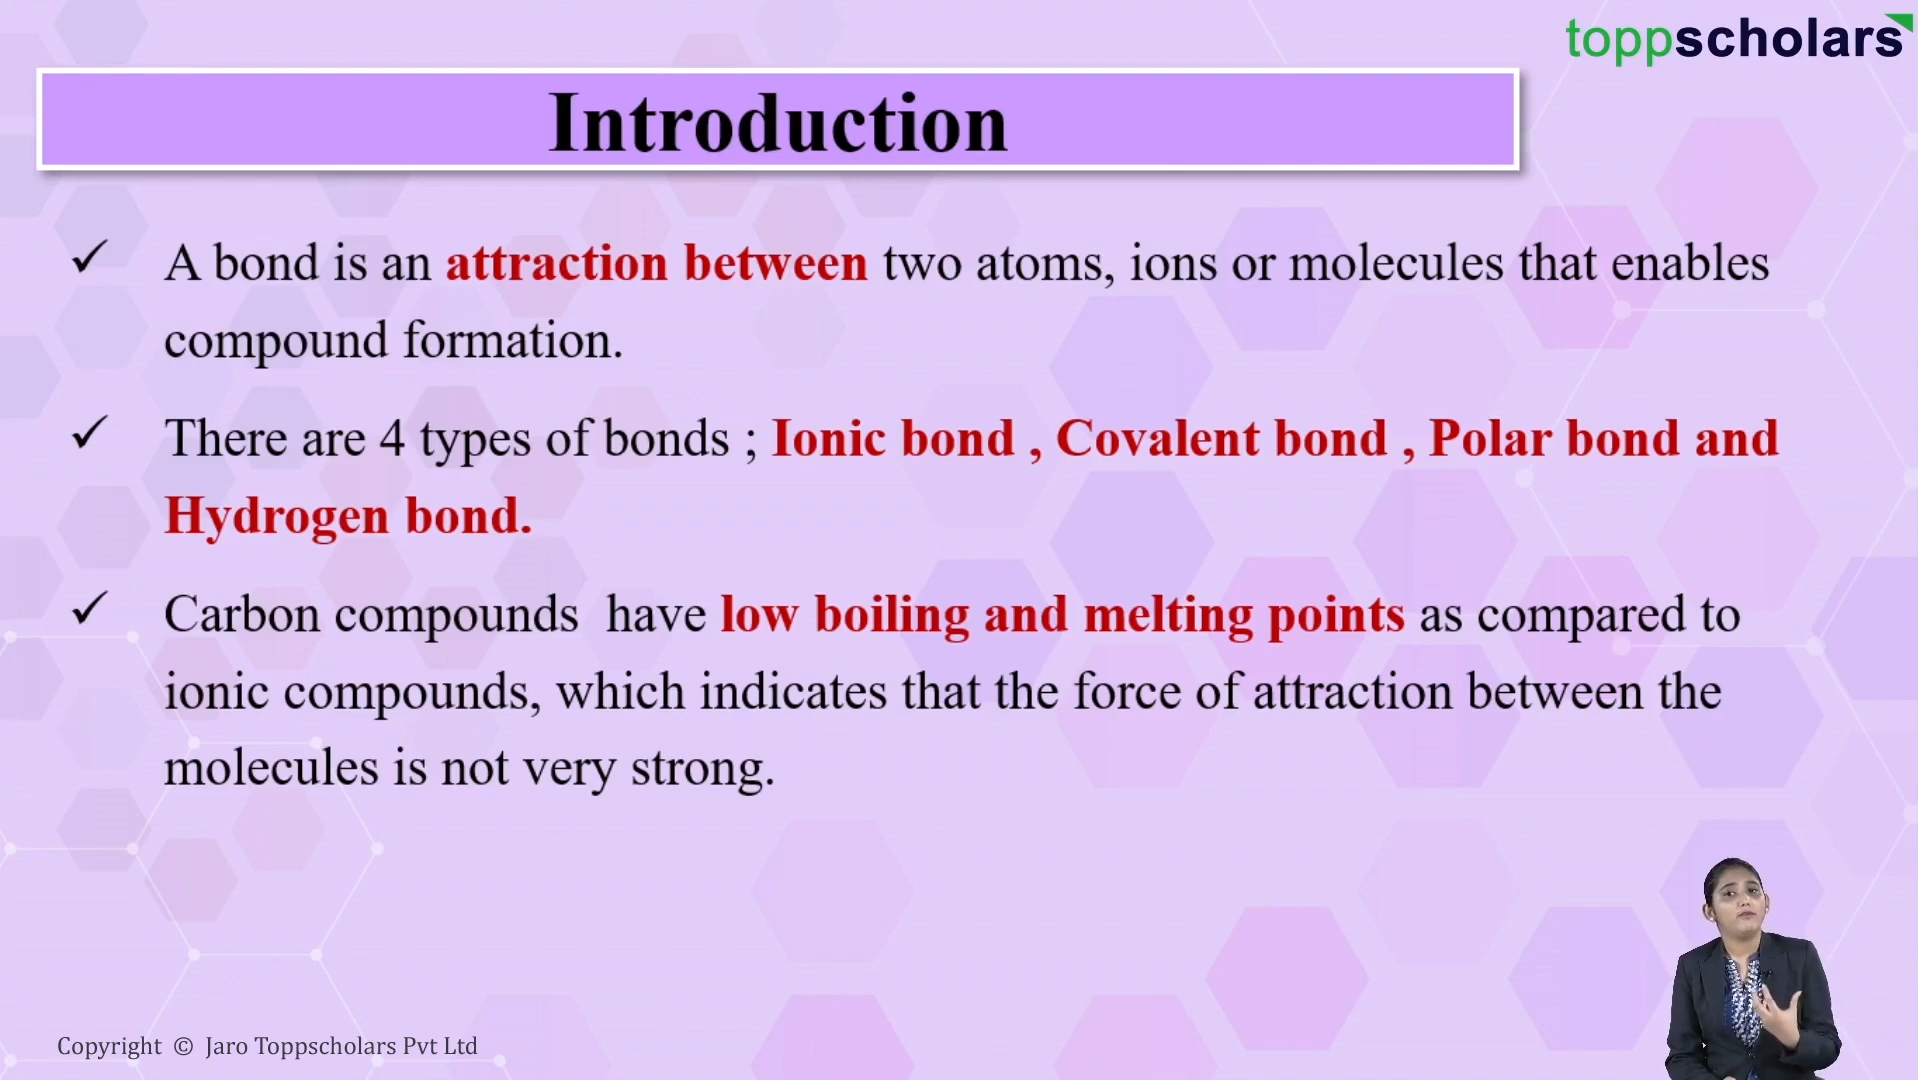 toppscholars
Introduction
✓ A bond is an attraction between two atoms, ions or molecules that enables
compound formation.
✓ There are 4 types of bonds ; Ionic bond , Covalent bond , Polar bond and
Hydrogen bond.
✓ Carbon compounds  have low boiling and melting points as compared to
ionic compounds, which indicates that the force of attraction between the
molecules is not very strong.
Copyright © Jaro Toppscholars Pvt Ltd